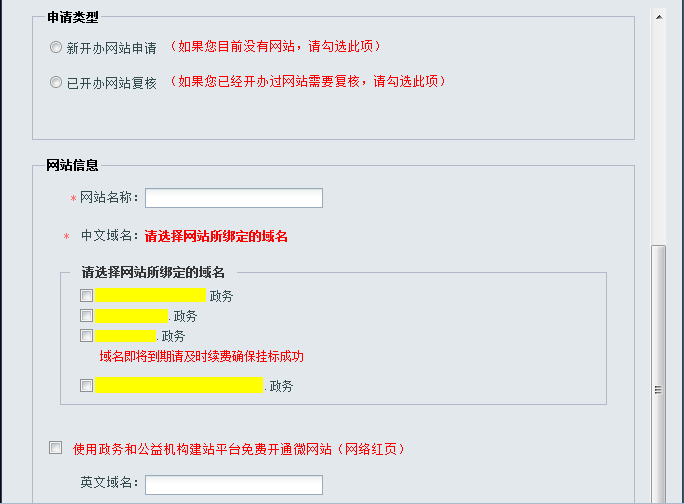 申请类型
新开办网站申请 （如果您目前没有网站，请勾选此项）
已开办网站复核 （如果您已经开办过网站需要复核，请勾选此项）
网站信息
* 网站名称：
* 中文域名：请选择网站所绑定的域名
请选择网站所绑定的域名
政务
. 政务
. 政务
域名即将到期请及时续费确保挂标成功
. 政务
使用政务和公益机构建站平台免费开通微网站（网络红页）
英文域名：